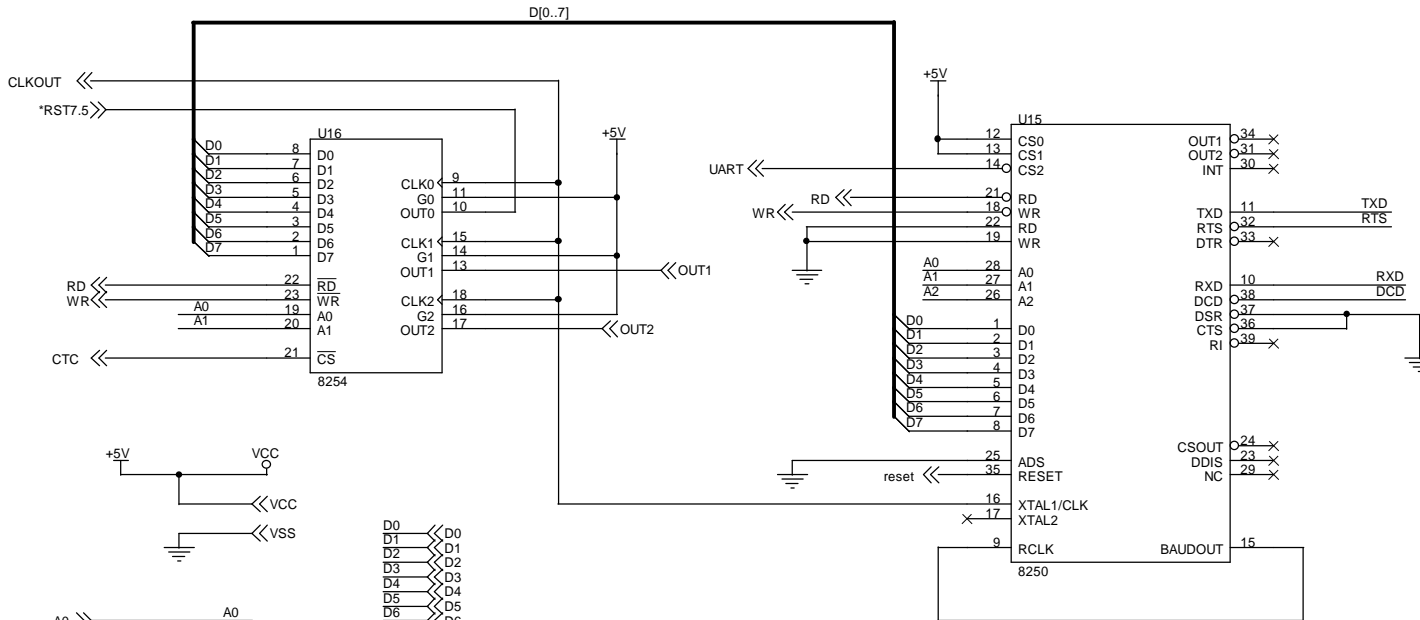 D[0..7]
CLKOUT
*RST7.5
U16
+5V
D0 8 D0
D1 7 D1
D2 6 D2
D3 5 D3
D4 4 D4
D5 3 D5
D6 2 D6
D7 1 D7
RD 22 RD
WR 23 WR
A0 19 A0
A1 20 A1
CTC 21 CS
CLK0 9
G0 11
OUT0 10
CLK1 15
G1 14
OUT1 13 OUT1
CLK2 18
G2 16
OUT2 17 OUT2
8254
+5V
U15
12 CS0
13 CS1
UART 14 CS2
RD 21 RD
WR 18 WR
22 RD
19 WR
A0 28 A0
A1 27 A1
A2 26 A2
D0 1 D0
D1 2 D1
D2 3 D2
D3 4 D3
D4 5 D4
D5 6 D5
D6 7 D6
D7 8 D7
25 ADS
reset 35 RESET
16 XTAL1/CLK
17 XTAL2
9 RCLK
OUT1 34
OUT2 31
INT 30
TXD 11 TXD
RTS 32 RTS
DTR 33
RXD 10 RXD
DCD 38 DCD
DSR 37
CTS 36
RI 39
CSOUT 24
DDIS 23
NC 29
BAUDOUT 15
8250
+5V VCC
VCC
VSS
D0 D0
D1 D1
D2 D2
D3 D3
D4 D4
D5 D5
D6 D6
A0 A0